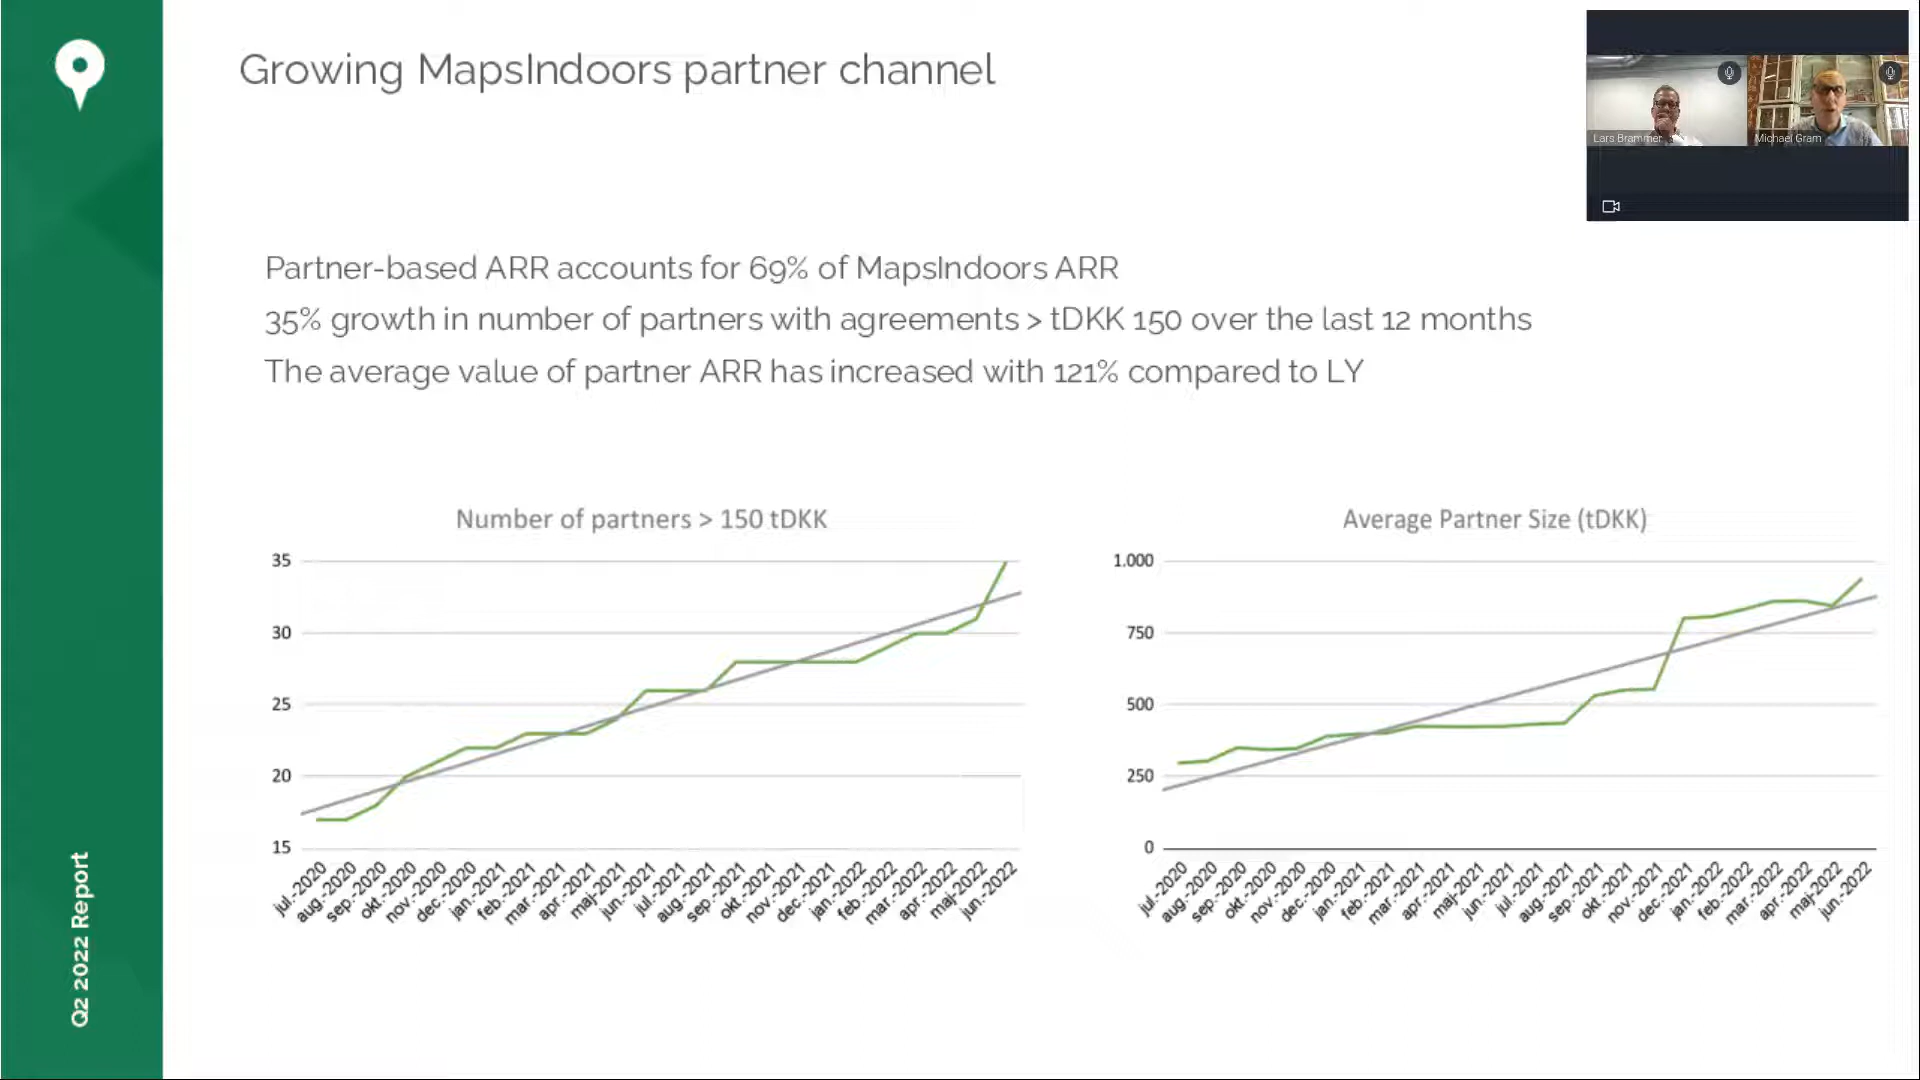 Growing MapsIndoors partner channel
Lars Brammer
Michael Gram
Partner-based ARR accounts for 69% of MapsIndoors ARR
35% growth in number of partners with agreements > tDKK 150 over the last 12 months
The average value of partner ARR has increased with 121% compared to LY
Number of partners > 150 tDKK
35
30
25
20
15
jul.-2020
aug.-2020
sep.-2020
okt.-2020
nov.-2020
dec.-2020
jan.-2021
feb.-2021
mar.-2021
apr.-2021
maj-2021
jun.-2021
jul.-2021
aug.-2021
sep.-2021
okt.-2021
nov.-2021
dec.-2021
jan.-2022
feb.-2022
mar.-2022
apr.-2022
maj-2022
jun.-2022
Average Partner Size (tDKK)
1.000
750
500
250
0
jul.-2020
aug.-2020
sep.-2020
okt.-2020
nov.-2020
dec.-2020
jan.-2021
feb.-2021
mar.-2021
apr.-2021
maj-2021
jun.-2021
jul.-2021
aug.-2021
sep.-2021
okt.-2021
nov.-2021
dec.-2021
jan.-2022
feb.-2022
mar.-2022
apr.-2022
maj-2022
jun.-2022
Q2 2022 Report